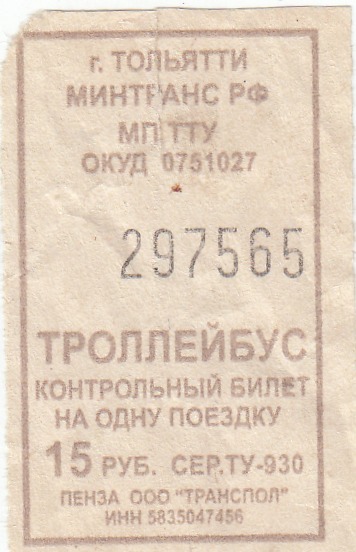 г. ТОЛЬЯТТИ
МИНТРАНС РФ
МП ТТУ
ОКУД 0751027
297565
ТРОЛЛЕЙБУС
КОНТРОЛЬНЫЙ БИЛЕТ
НА ОДНУ ПОЕЗДКУ
15 РУБ. СЕР.ТУ-930
ПЕНЗА ООО "ТРАНСПОЛ"
ИНН 5835047456